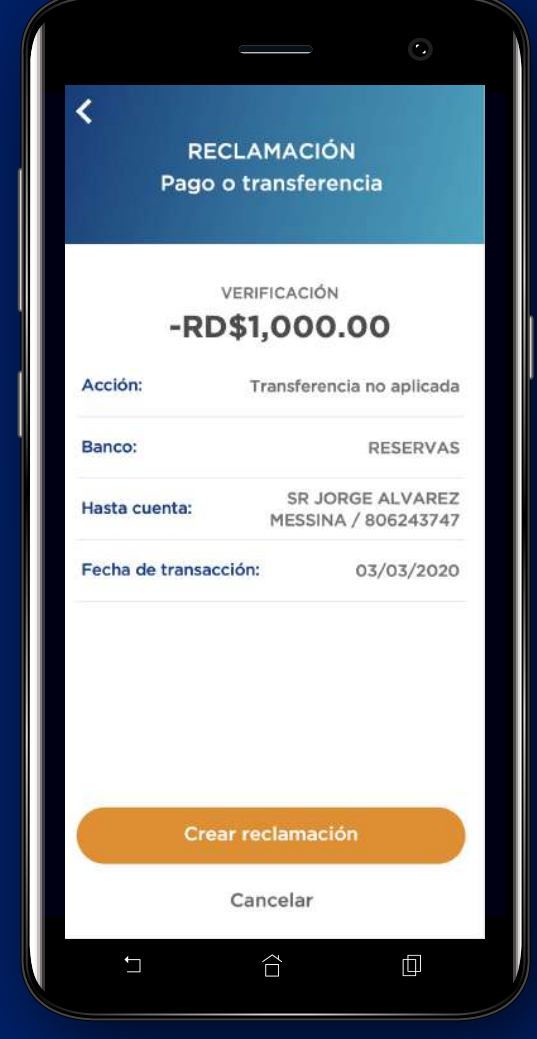 RECLAMACIÓN
Pago o transferencia
VERIFICACIÓN
-RD$1,000.00
Acción: Transferencia no aplicada
Banco: RESERVAS
Hasta cuenta: SR JORGE ALVAREZ
MESSINA / 806243747
Fecha de transacción: 03/03/2020
Crear reclamación
Cancelar